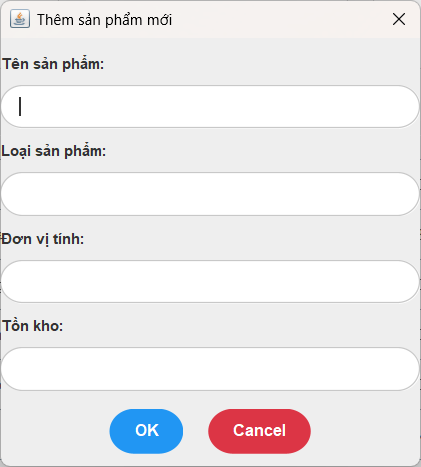 Thêm sản phẩm mới
Tên sản phẩm:
Loại sản phẩm:
Đơn vị tính:
Tồn kho:
OK
Cancel